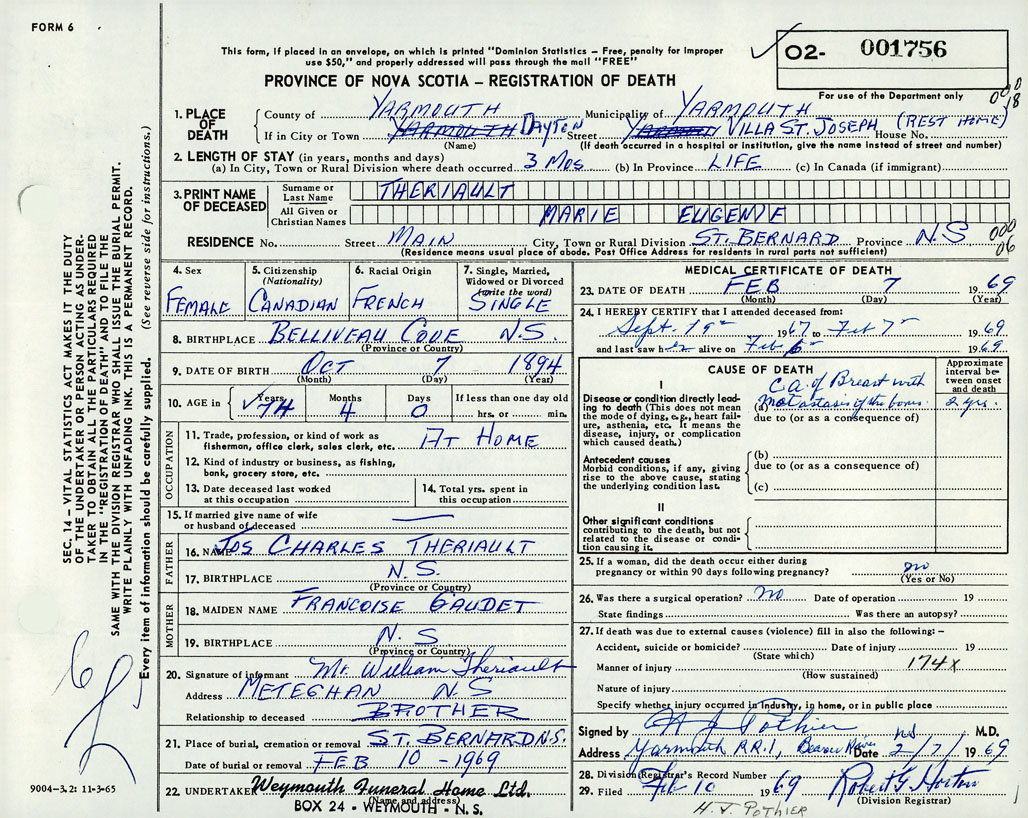 FORM 6
This form, if placed in an envelope, on which is printed "Dominion Statistics – Free, penalty for improper
use $50," and properly addressed will pass through the mail "FREE"
O2- 001756
For use of the Department only
PROVINCE OF NOVA SCOTIA – REGISTRATION OF DEATH
1. PLACE OF DEATH
County of YARMOUTH Municipality of YARMOUTH
If in City or Town YARMOUTH DAYTON Street VILLA ST. JOSEPH (REST HOME) House No.
(Name) (If death occurred in a hospital or institution, give the name instead of street and number)
2. LENGTH OF STAY (in years, months and days)
(a) In City, Town or Rural Division where death occurred 3 MOS (b) In Province LIFE (c) In Canada (if immigrant)
3. PRINT NAME OF DECEASED
Surname or Last Name THERIAULT
All Given or Christian Names MARIE EUGENIE
RESIDENCE No. Street MAIN City, Town or Rural Division ST. BERNARD Province N.S
(Residence means usual place of abode. Post Office Address for residents in rural parts not sufficient)
000
06
4. Sex FEMALE
5. Citizenship (Nationality) CANADIAN
6. Racial Origin FRENCH
7. Single, Married, Widowed or Divorced (write the word) SINGLE
8. BIRTHPLACE BELLIVEAU COVE N.S.
(Province or Country)
9. DATE OF BIRTH OCT 7 1894
(Month) (Day) (Year)
10. AGE in Years 74 Months 4 Days 0 If less than one day old hrs. or min.
OCCUPATION
11. Trade, profession, or kind of work as fisherman, office clerk, sales clerk, etc. AT HOME
12. Kind of industry or business, as fishing, bank, grocery store, etc.
13. Date deceased last worked at this occupation
14. Total yrs. spent in this occupation
15. If married give name of wife or husband of deceased —
FATHER
16. NAME JOS CHARLES THERIAULT
17. BIRTHPLACE N.S.
(Province or Country)
MOTHER
18. MAIDEN NAME FRANCOISE GAUDET
19. BIRTHPLACE N.S
(Province or Country)
20. Signature of informant Mr. William Theriault
Address METEGHAN N S
Relationship to deceased BROTHER
21. Place of burial, cremation or removal ST. BERNARD N.S.
Date of burial or removal FEB 10 - 1969
22. UNDERTAKER Weymouth Funeral Home Ltd.
(Name and address)
BOX 24 - WEYMOUTH - N. S.
MEDICAL CERTIFICATE OF DEATH
23. DATE OF DEATH FEB 7 1969
(Month) (Day) (Year)
24. I HEREBY CERTIFY that I attended deceased from:
Sept. 19 1967 to Feb 7 1969
and last saw her alive on Feb 6 1969
CAUSE OF DEATH
Approximate interval between onset and death
I
Disease or condition directly leading to death (This does not mean the mode of dying, e.g., heart failure, asthenia, etc. It means the disease, injury, or complication which caused death.)
(a) C.a. of Breast with Metastasis of the bones. 2 yrs.
due to (or as a consequence of)
Antecedent causes
Morbid conditions, if any, giving rise to the above cause, stating the underlying condition last.
(b)
due to (or as a consequence of)
(c)
II
Other significant conditions contributing to the death, but not related to the disease or condition causing it.
25. If a woman, did the death occur either during pregnancy or within 90 days following pregnancy? no
(Yes or No)
26. Was there a surgical operation? no Date of operation 19
State findings Was there an autopsy?
27. If death was due to external causes (violence) fill in also the following: –
Accident, suicide or homicide? Date of injury 19
(State which)
Manner of injury 174X
(How sustained)
Nature of injury
Specify whether injury occurred in industry, in home, or in public place
Signed by H J Pothier M.D.
Address Yarmouth R.R.1, Beaver River NS Date 2/7/1969
28. Division Registrar's Record Number
29. Filed Feb 10 1969 Robert G Horton
(Division Registrar)
H. J. POTHIER
SEC. 14 – VITAL STATISTICS ACT MAKES IT THE DUTY
OF THE UNDERTAKER OR PERSON ACTING AS UNDER-
TAKER TO OBTAIN ALL THE PARTICULARS REQUIRED
IN THE "REGISTRATION OF DEATH" AND TO FILE THE
SAME WITH THE DIVISION REGISTRAR WHO SHALL ISSUE THE BURIAL PERMIT.
WRITE PLAINLY WITH UNFADING INK. THIS IS A PERMANENT RECORD.
Every item of information should be carefully supplied. (See reverse side for instructions.)
9004-3.2: 11-3-65